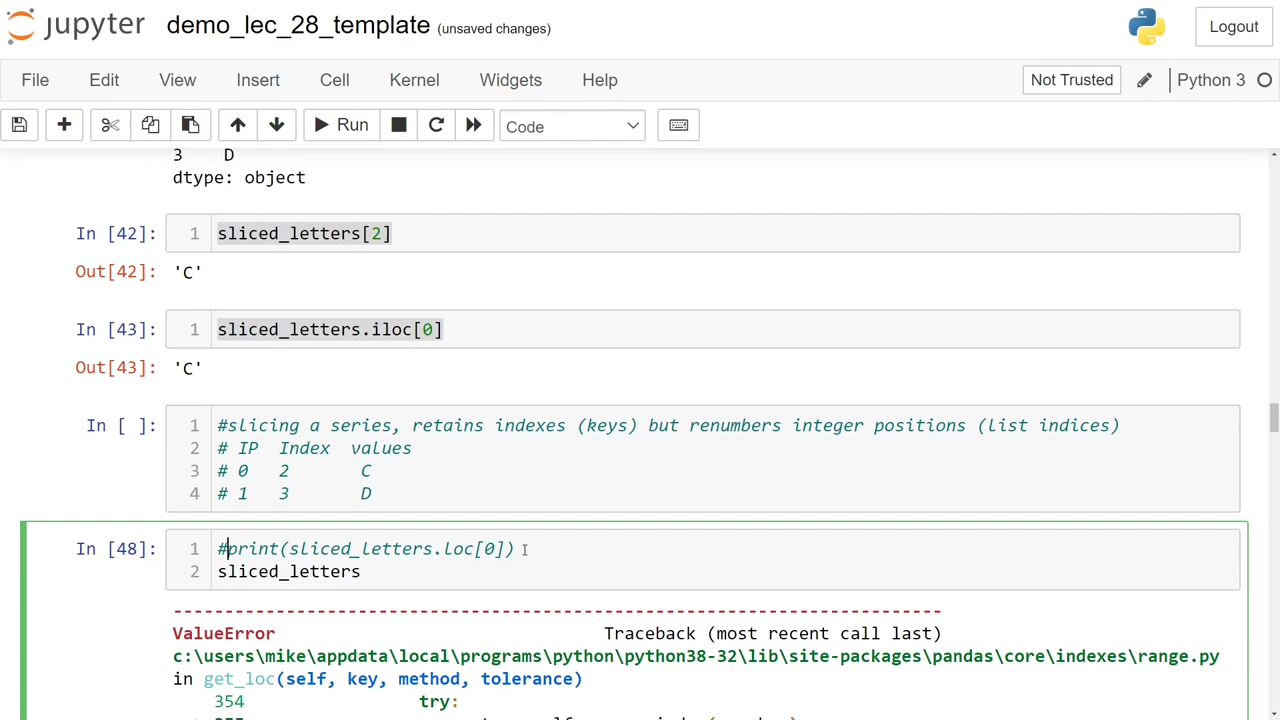 jupyter demo_lec_28_template (unsaved changes) Logout
File Edit View Insert Cell Kernel Widgets Help Not Trusted Python 3
Run Code
3 D
dtype: object
In [42]: 1 sliced_letters[2]
Out[42]: 'C'
In [43]: 1 sliced_letters.iloc[0]
Out[43]: 'C'
In [ ]: 1 #slicing a series, retains indexes (keys) but renumbers integer positions (list indices)
2 # IP Index values
3 # 0 2 C
4 # 1 3 D
In [48]: 1 #print(sliced_letters.loc[0])
2 sliced_letters
---------------------------------------------------------------------------
ValueError Traceback (most recent call last)
c:\users\mike\appdata\local\programs\python\python38-32\lib\site-packages\pandas\core\indexes\range.py
in get_loc(self, key, method, tolerance)
354 try: